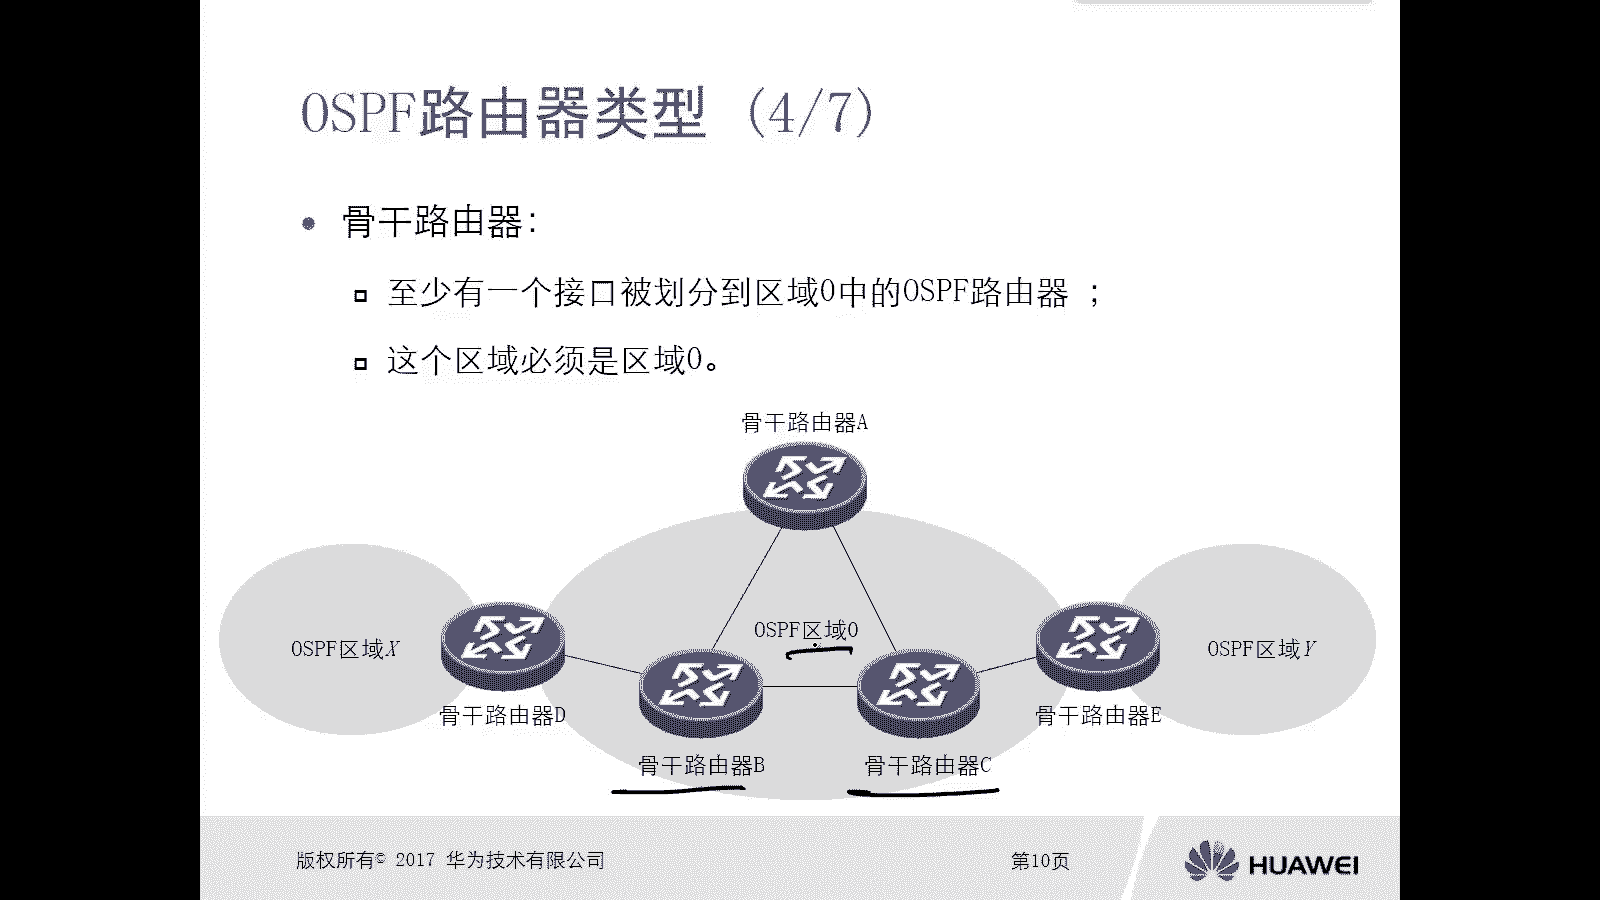 OSPF路由器类型 (4/7)
骨干路由器:
至少有一个接口被划分到区域0中的OSPF路由器 ；
这个区域必须是区域0。
骨干路由器A
OSPF区域0
OSPF区域X
OSPF区域Y
骨干路由器D
骨干路由器E
骨干路由器B
骨干路由器C
版权所有© 2017 华为技术有限公司
第10页
HUAWEI